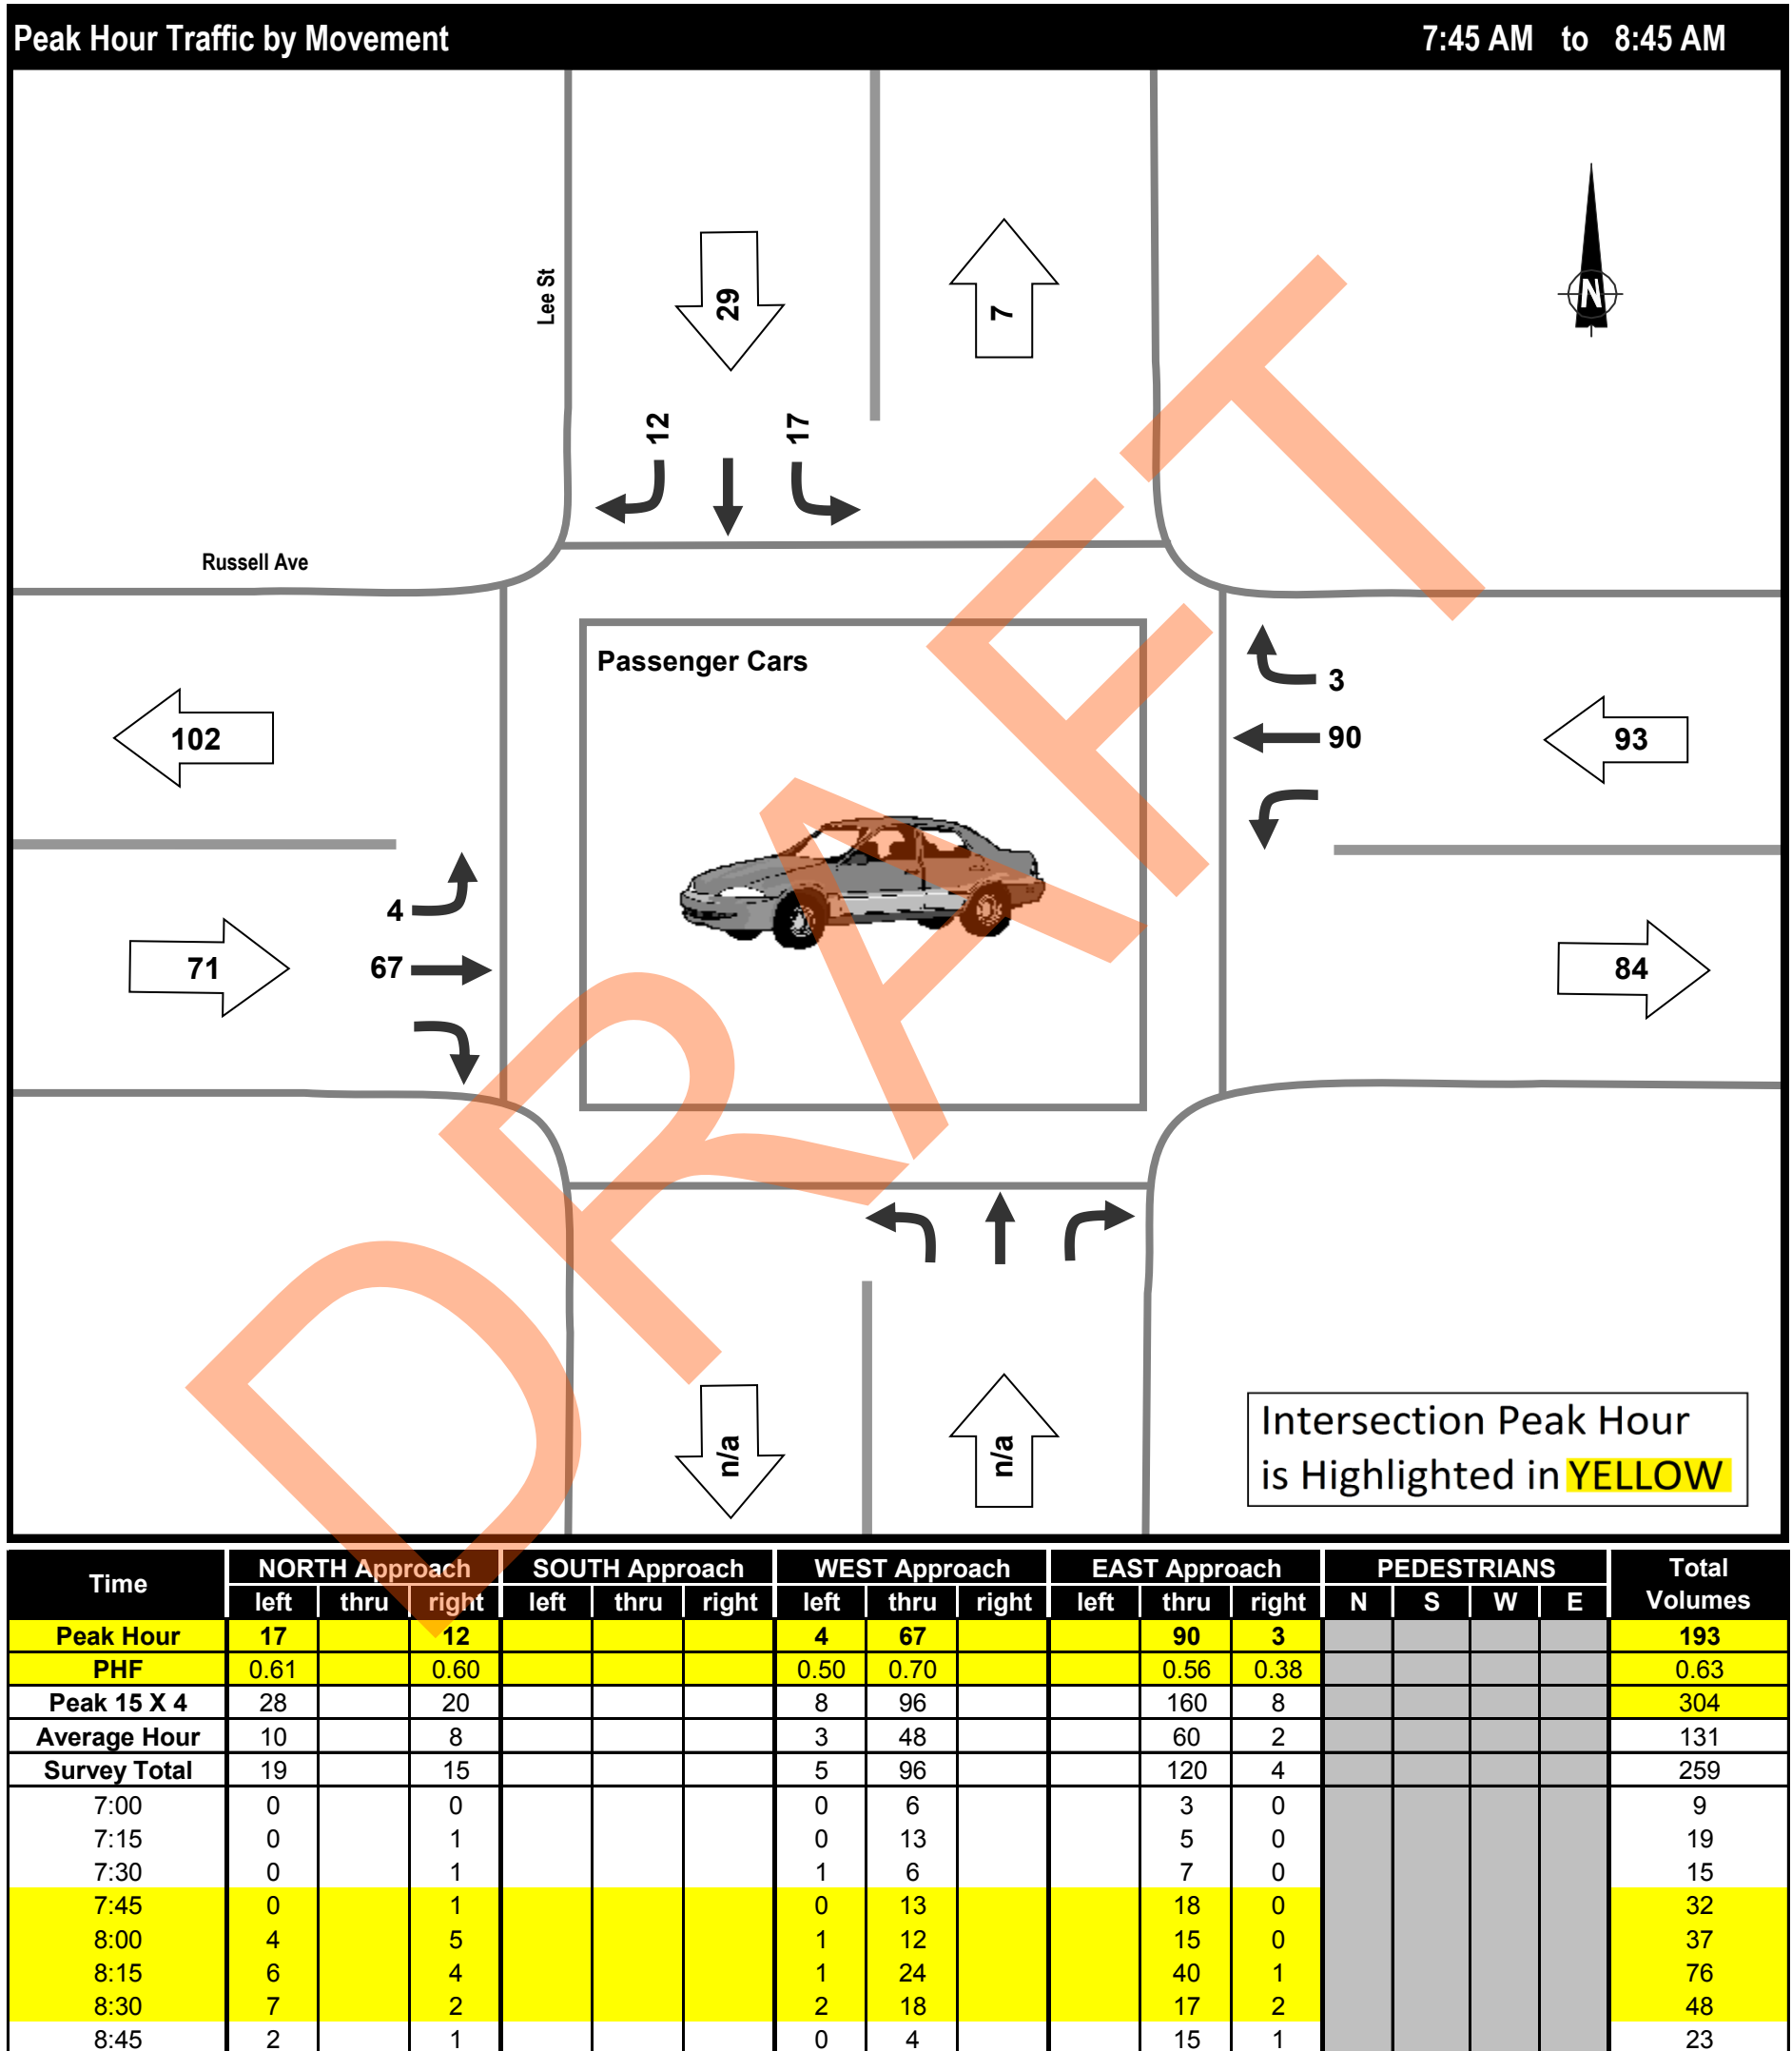 Peak Hour Traffic by Movement 7:45 AM to 8:45 AM
Lee St
29
7
N
12
17
Russell Ave
Passenger Cars
3
102
90
93
4
71
67
84
n/a
n/a
Intersection Peak Hour
is Highlighted in YELLOW
DRAFT
Time NORTH Approach SOUTH Approach WEST Approach EAST Approach PEDESTRIANS Total
left thru right left thru right left thru right left thru right N S W E Volumes
Peak Hour 17 12 4 67 90 3 193
PHF 0.61 0.60 0.50 0.70 0.56 0.38 0.63
Peak 15 X 4 28 20 8 96 160 8 304
Average Hour 10 8 3 48 60 2 131
Survey Total 19 15 5 96 120 4 259
7:00 0 0 0 6 3 0 9
7:15 0 1 0 13 5 0 19
7:30 0 1 1 6 7 0 15
7:45 0 1 0 13 18 0 32
8:00 4 5 1 12 15 0 37
8:15 6 4 1 24 40 1 76
8:30 7 2 2 18 17 2 48
8:45 2 1 0 4 15 1 23